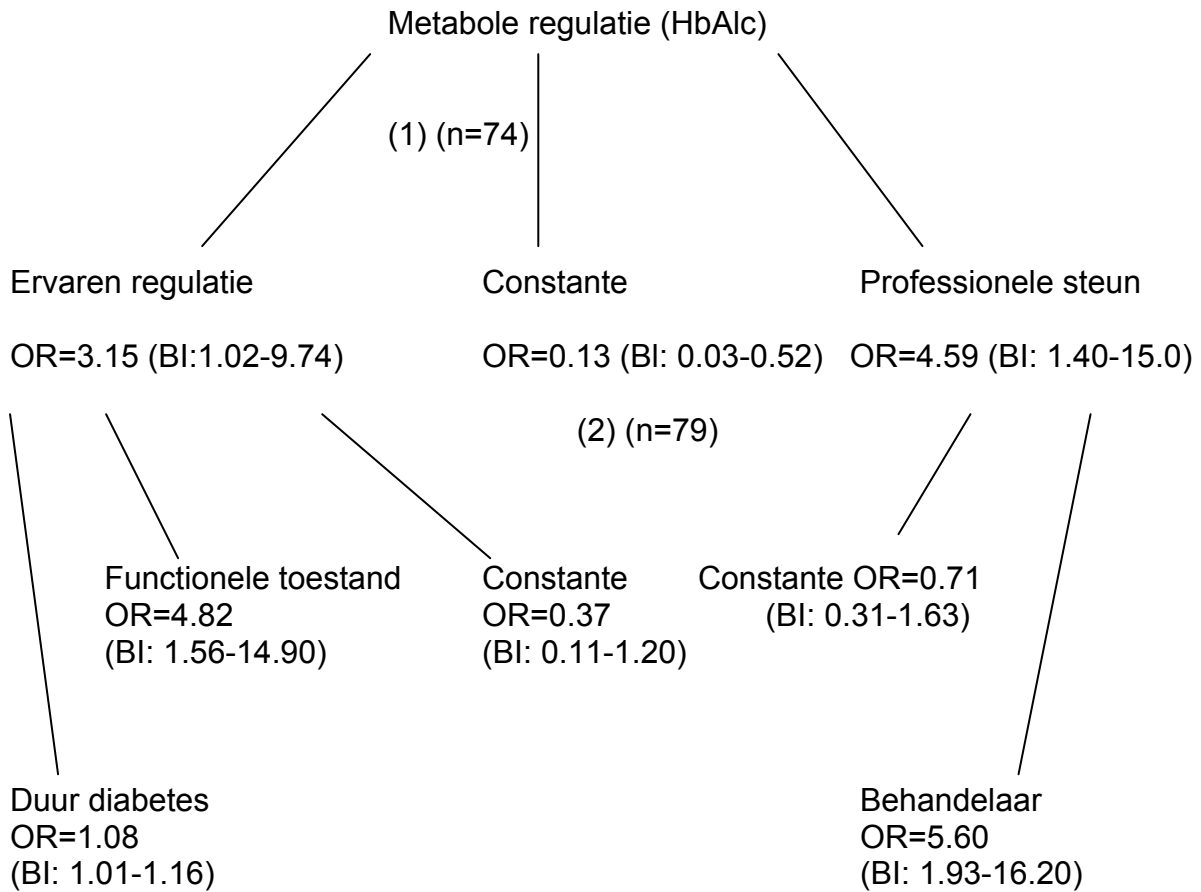 Metabole regulatie (HbAlc)
(1) (n=74)
Ervaren regulatie
Constante
Professionele steun
OR=3.15 (BI:1.02-9.74)
OR=0.13 (Bl: 0.03-0.52)
OR=4.59 (BI: 1.40-15.0)
(2) (n=79)
Functionele toestand
OR=4.82
(BI: 1.56-14.90)
Constante
OR=0.37
(BI: 0.11-1.20)
Constante OR=0.71
(BI: 0.31-1.63)
Duur diabetes
OR=1.08
(BI: 1.01-1.16)
Behandelaar
OR=5.60
(BI: 1.93-16.20)